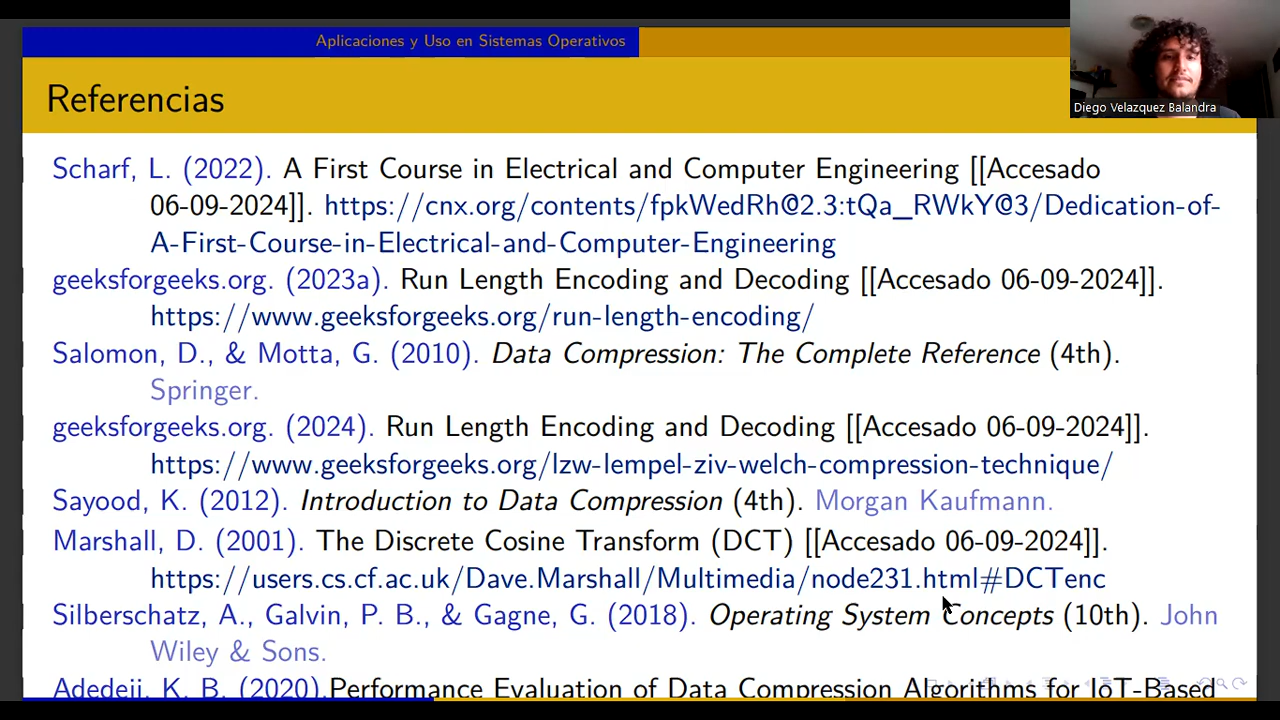 Aplicaciones y Uso en Sistemas Operativos
Diego Velazquez Balandra
Referencias
Scharf, L. (2022). A First Course in Electrical and Computer Engineering [[Accesado
06-09-2024]]. https://cnx.org/contents/fpkWedRh@2.3:tQa_RWkY@3/Dedication-of-
A-First-Course-in-Electrical-and-Computer-Engineering
geeksforgeeks.org. (2023a). Run Length Encoding and Decoding [[Accesado 06-09-2024]].
https://www.geeksforgeeks.org/run-length-encoding/
Salomon, D., & Motta, G. (2010). Data Compression: The Complete Reference (4th).
Springer.
geeksforgeeks.org. (2024). Run Length Encoding and Decoding [[Accesado 06-09-2024]].
https://www.geeksforgeeks.org/lzw-lempel-ziv-welch-compression-technique/
Sayood, K. (2012). Introduction to Data Compression (4th). Morgan Kaufmann.
Marshall, D. (2001). The Discrete Cosine Transform (DCT) [[Accesado 06-09-2024]].
https://users.cs.cf.ac.uk/Dave.Marshall/Multimedia/node231.html#DCTenc
Silberschatz, A., Galvin, P. B., & Gagne, G. (2018). Operating System Concepts (10th). John
Wiley & Sons.
Adedeji, K. B. (2020).Performance Evaluation of Data Compression Algorithms for IoT-Based